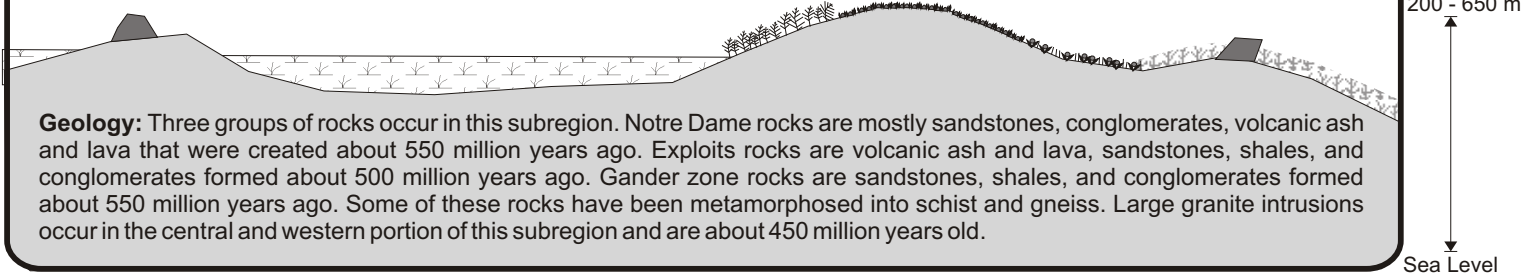 200 - 650 m
Geology: Three groups of rocks occur in this subregion. Notre Dame rocks are mostly sandstones, conglomerates, volcanic ash
and lava that were created about 550 million years ago. Exploits rocks are volcanic ash and lava, sandstones, shales, and
conglomerates formed about 500 million years ago. Gander zone rocks are sandstones, shales, and conglomerates formed
about 550 million years ago. Some of these rocks have been metamorphosed into schist and gneiss. Large granite intrusions
occur in the central and western portion of this subregion and are about 450 million years old.
Sea Level